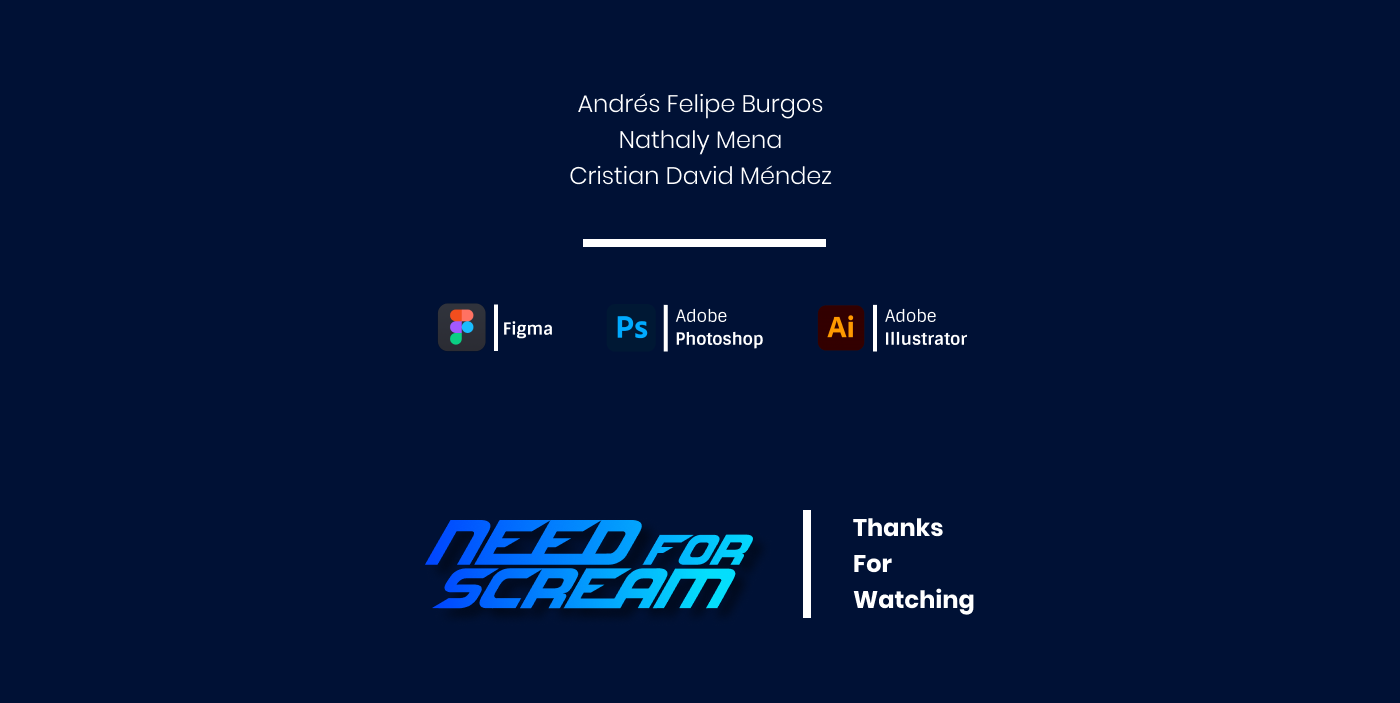 Andrés Felipe Burgos
Nathaly Mena
Cristian David Méndez
Figma
Ps
Adobe
Photoshop
Ai
Adobe
Illustrator
NEED FOR
SCREAM
Thanks
For
Watching